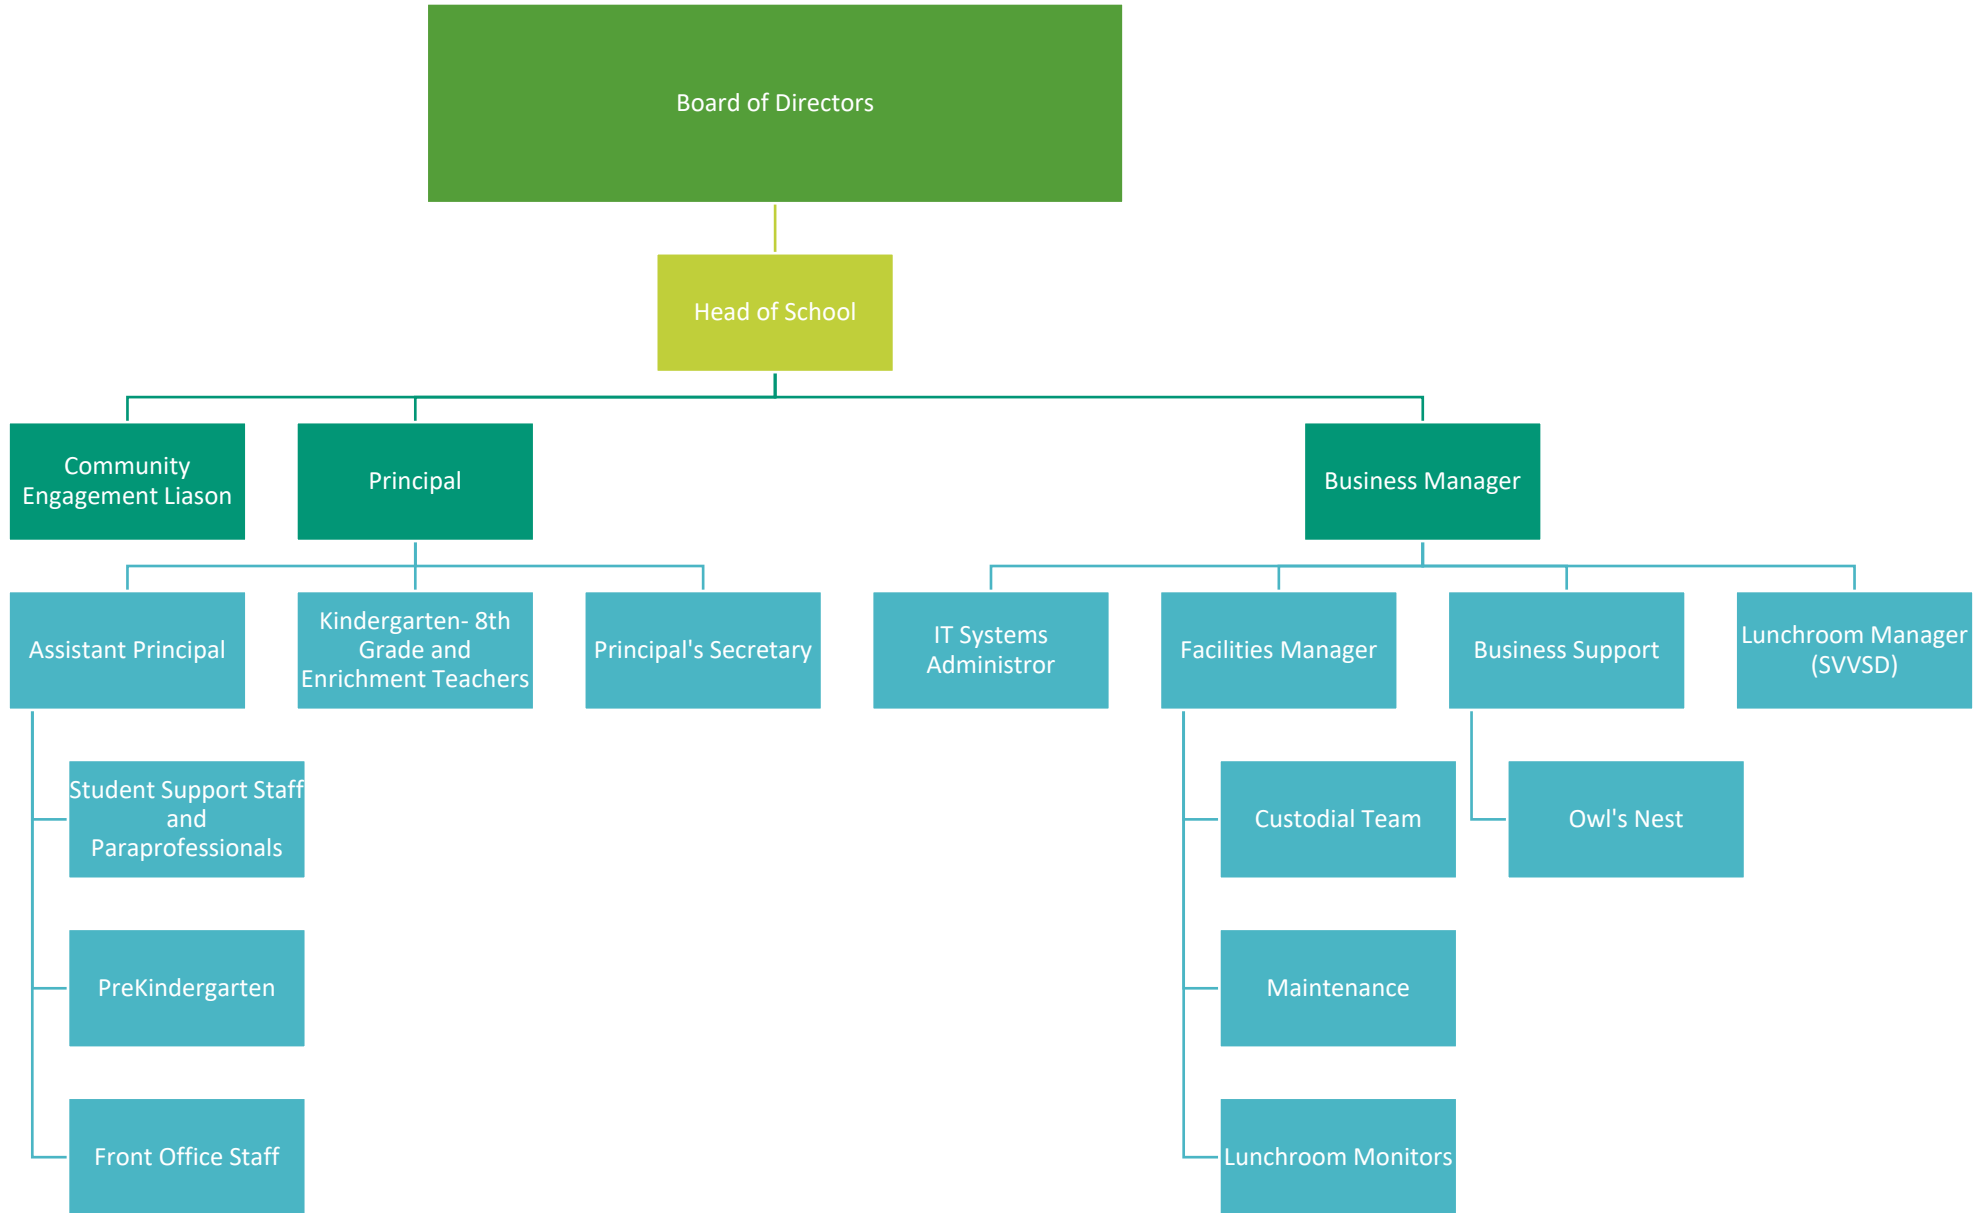 Board of Directors
Head of School
Community
Engagement Liason
Principal
Business Manager
Assistant Principal
Kindergarten- 8th
Grade and
Enrichment Teachers
Principal's Secretary
IT Systems
Administror
Facilities Manager
Business Support
Lunchroom Manager
(SVVSD)
Student Support Staff
and
Paraprofessionals
Custodial Team
Owl's Nest
PreKindergarten
Maintenance
Front Office Staff
Lunchroom Monitors